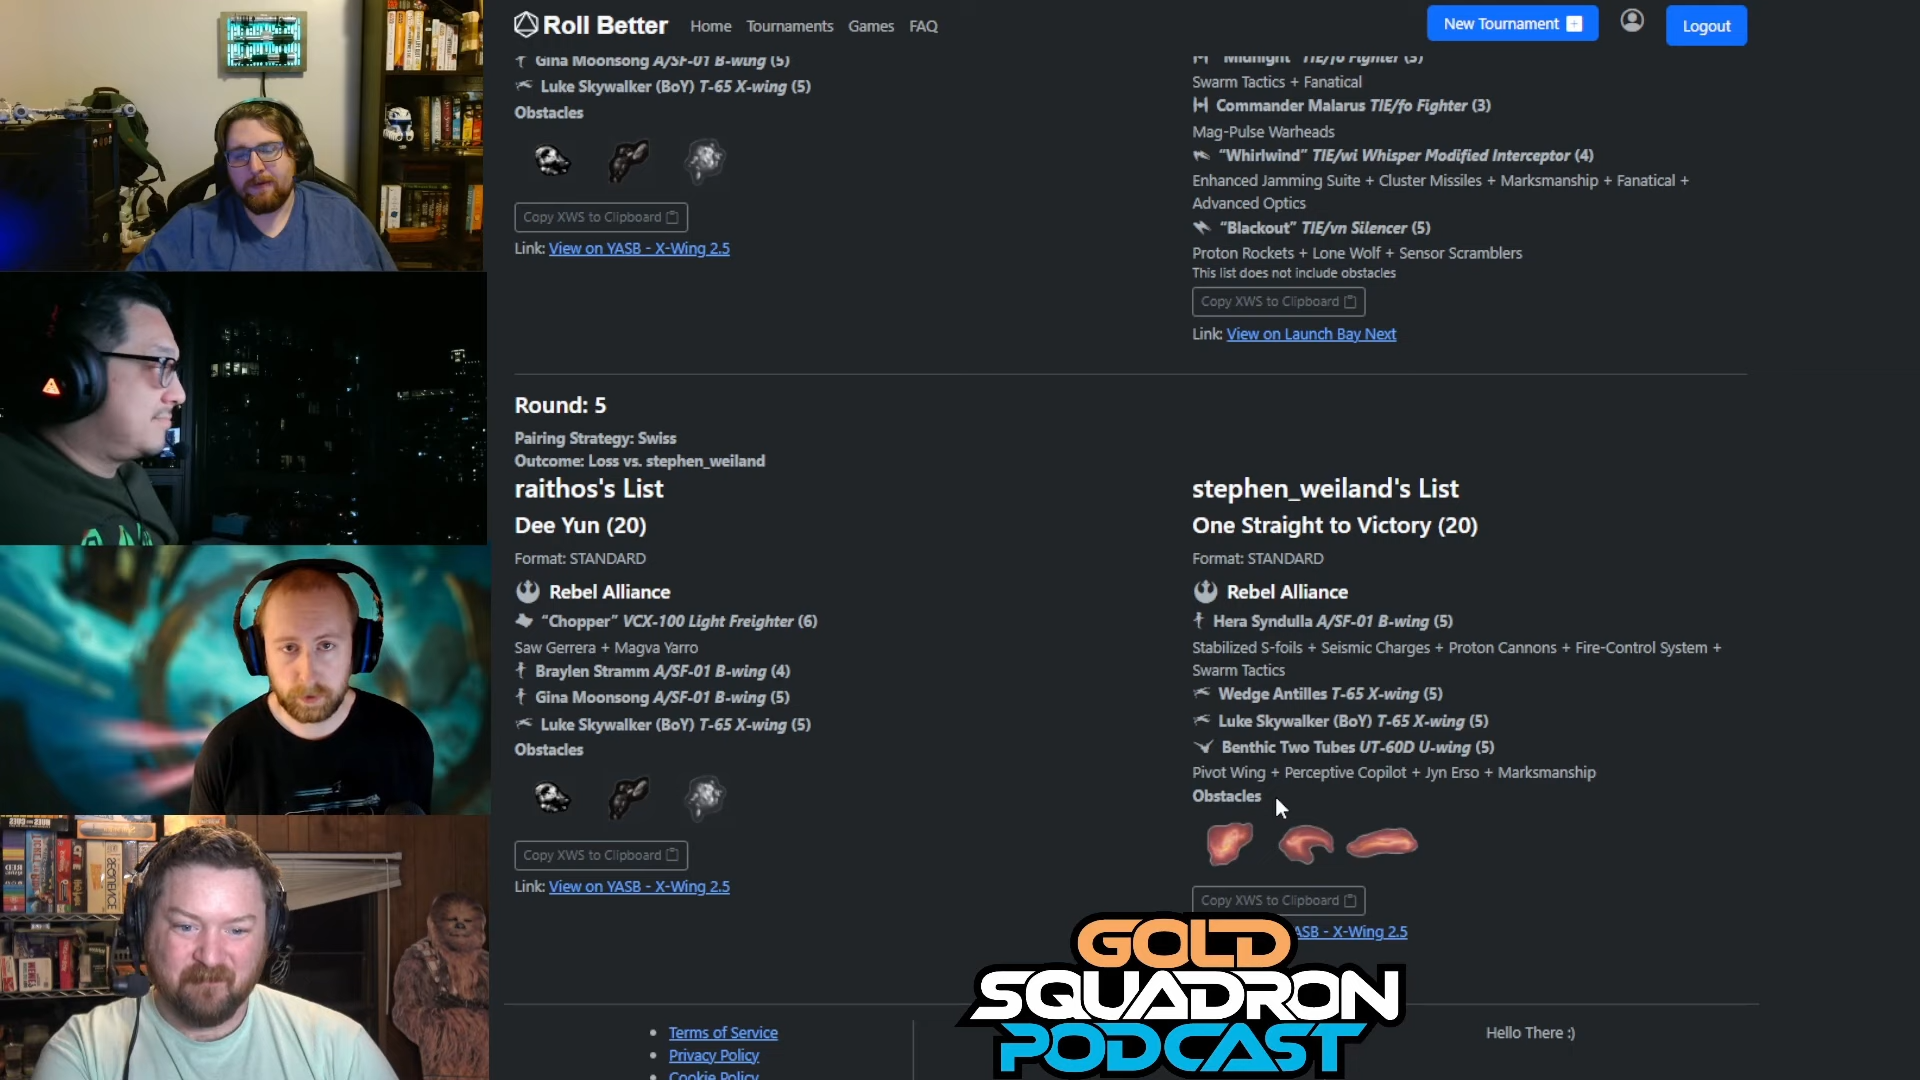 Roll Better
Home
Tournaments
Games
FAQ
New Tournament
Logout
Gina Moonsong A/SF-01 B-wing (5)
Luke Skywalker (BoY) T-65 X-wing (5)
Obstacles
Copy XWS to Clipboard
Link: View on YASB - X-Wing 2.5
"Midnight" TIE/fo Fighter (3)
Swarm Tactics + Fanatical
Commander Malarus TIE/fo Fighter (3)
Mag-Pulse Warheads
"Whirlwind" TIE/wi Whisper Modified Interceptor (4)
Enhanced Jamming Suite + Cluster Missiles + Marksmanship + Fanatical +
Advanced Optics
"Blackout" TIE/vn Silencer (5)
Proton Rockets + Lone Wolf + Sensor Scramblers
This list does not include obstacles
Copy XWS to Clipboard
Link: View on Launch Bay Next
Round: 5
Pairing Strategy: Swiss
Outcome: Loss vs. stephen_weiland
raithos's List
Dee Yun (20)
Format: STANDARD
Rebel Alliance
"Chopper" VCX-100 Light Freighter (6)
Saw Gerrera + Magva Yarro
Braylen Stramm A/SF-01 B-wing (4)
Gina Moonsong A/SF-01 B-wing (5)
Luke Skywalker (BoY) T-65 X-wing (5)
Obstacles
Copy XWS to Clipboard
Link: View on YASB - X-Wing 2.5
stephen_weiland's List
One Straight to Victory (20)
Format: STANDARD
Rebel Alliance
Hera Syndulla A/SF-01 B-wing (5)
Stabilized S-foils + Seismic Charges + Proton Cannons + Fire-Control System +
Swarm Tactics
Wedge Antilles T-65 X-wing (5)
Luke Skywalker (BoY) T-65 X-wing (5)
Benthic Two Tubes UT-60D U-wing (5)
Pivot Wing + Perceptive Copilot + Jyn Erso + Marksmanship
Obstacles
Copy XWS to Clipboard
ASB - X-Wing 2.5
GOLD
SQUADRON
PODCAST
Terms of Service
Privacy Policy
Cookie Policy
Hello There :)